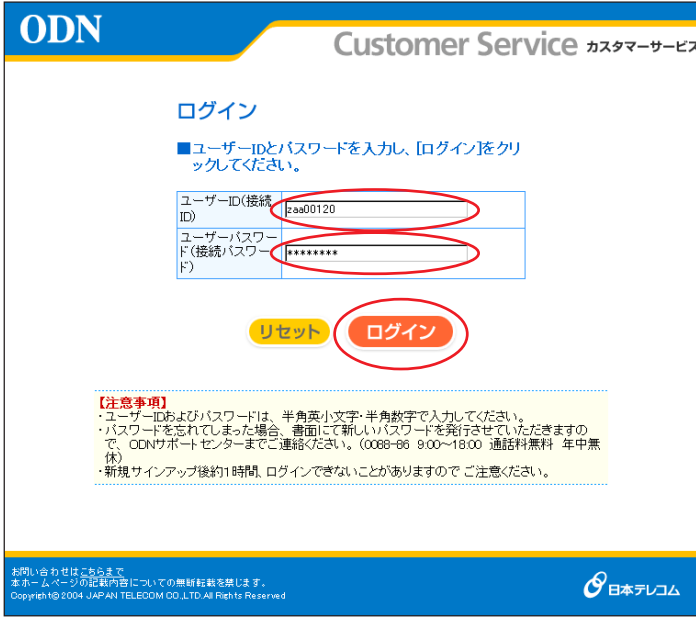 ODN
Customer Service カスタマーサービス
ログイン
■ユーザーIDとパスワードを入力し、[ログイン]をクリ
ックしてください。
ユーザーID(接続
ID)
zaa00120
ユーザーパスワー
ド(接続パスワー
ド)
********
リセット
ログイン
【注意事項】
・ユーザーIDおよびパスワードは、半角英小文字・半角数字で入力してください。
・パスワードを忘れてしまった場合、書面にて新しいパスワードを発行させていただきますの
で、ODNサポートセンターまでご連絡ください。(0088-86 9:00～18:00 通話料無料 年中無
休)
・新規サインアップ後約1時間、ログインできないことがありますので ご注意ください。
お問い合わせはこちらまで
本ホームページの記載内容についての無断転載を禁じます。
Copyright© 2004 JAPAN TELECOM CO.,LTD.All Rights Reserved
日本テレコム